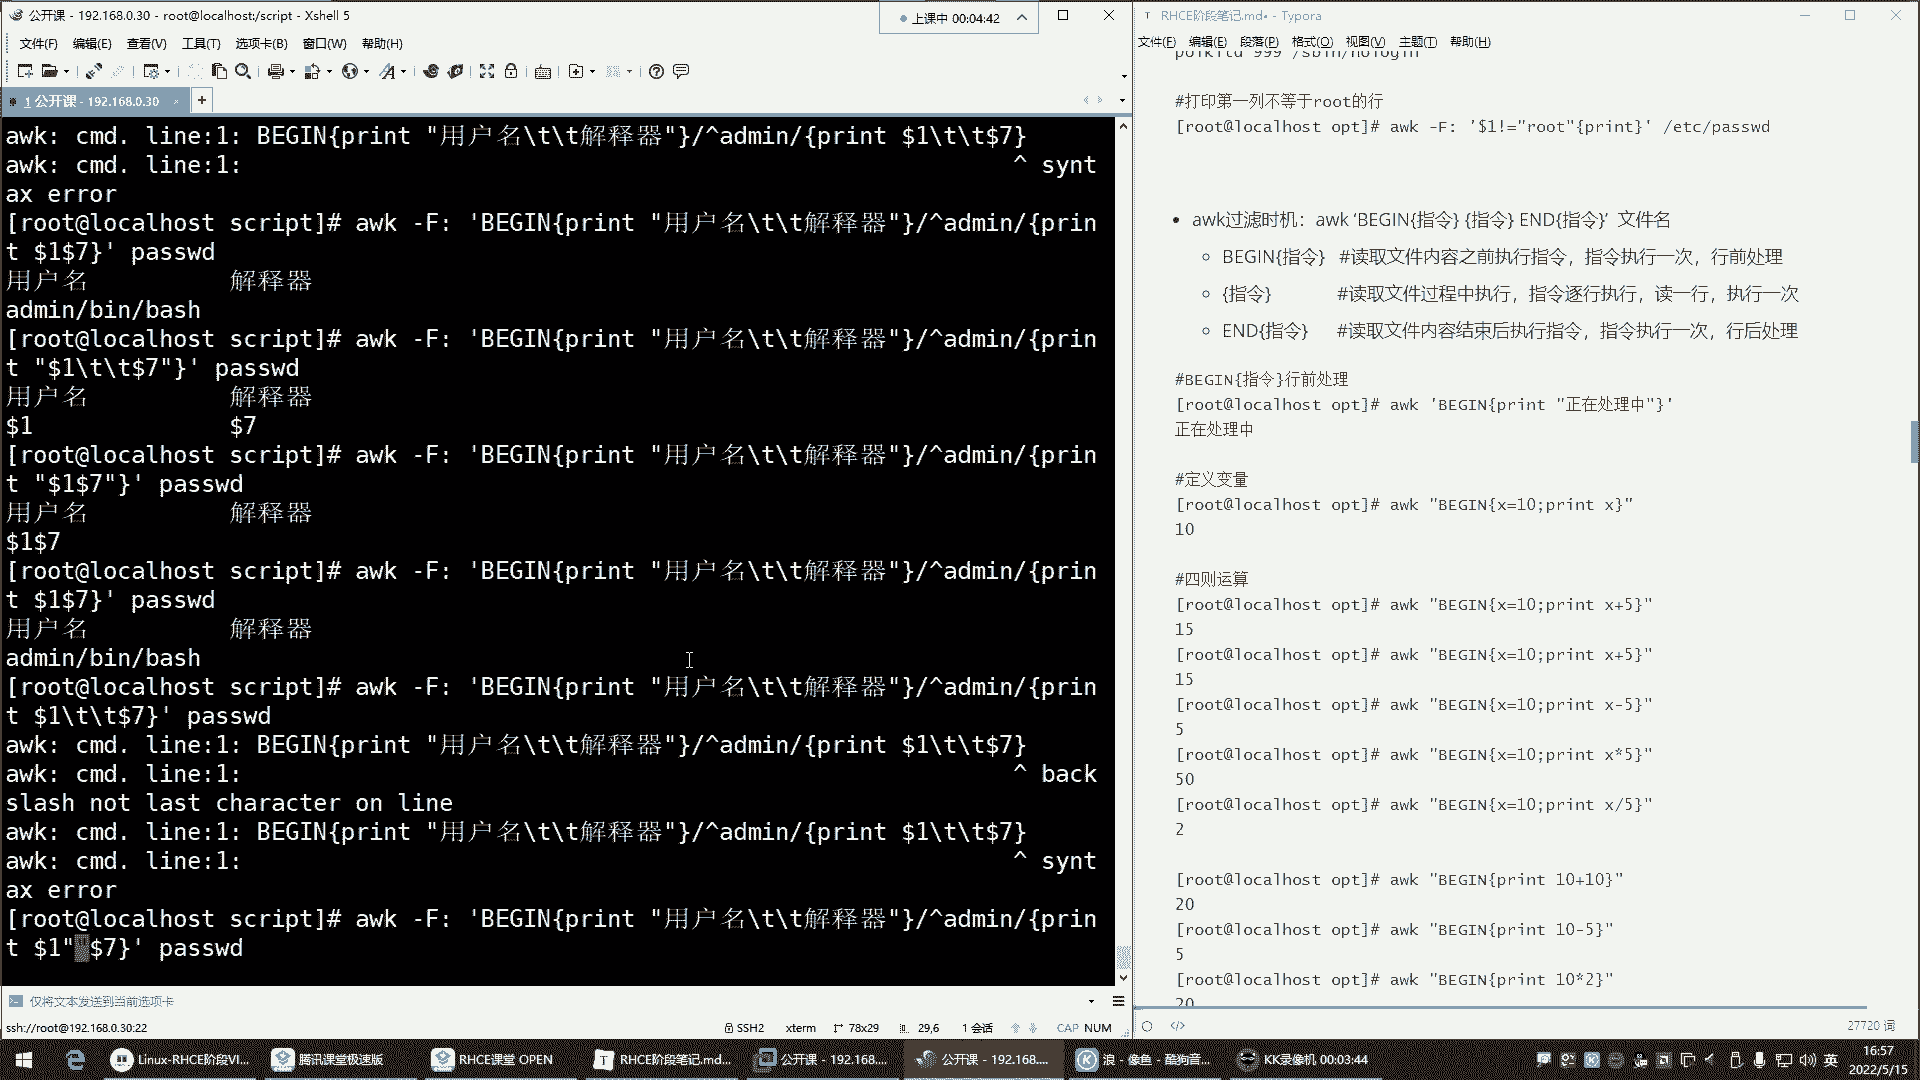 公开课 - 192.168.0.30 - root@localhost:/script - Xshell 5
上课中 00:04:42
文件(F) 编辑(E) 查看(V) 工具(T) 选项卡(B) 窗口(W) 帮助(H)
1 公开课 - 192.168.0.30
awk: cmd. line:1: BEGIN{print "用户名\t\t解释器"}/^admin/{print $1\t\t$7}
awk: cmd. line:1:                                                       ^ synt
ax error
[root@localhost script]# awk -F: 'BEGIN{print "用户名\t\t解释器"}/^admin/{prin
t $1$7}' passwd
用户名          解释器
admin/bin/bash
[root@localhost script]# awk -F: 'BEGIN{print "用户名\t\t解释器"}/^admin/{prin
t "$1\t\t$7"}' passwd
用户名          解释器
$1              $7
[root@localhost script]# awk -F: 'BEGIN{print "用户名\t\t解释器"}/^admin/{prin
t "$1$7"}' passwd
用户名          解释器
$1$7
[root@localhost script]# awk -F: 'BEGIN{print "用户名\t\t解释器"}/^admin/{prin
t $1$7}' passwd
用户名          解释器
admin/bin/bash
[root@localhost script]# awk -F: 'BEGIN{print "用户名\t\t解释器"}/^admin/{prin
t $1\t\t$7}' passwd
awk: cmd. line:1: BEGIN{print "用户名\t\t解释器"}/^admin/{print $1\t\t$7}
awk: cmd. line:1:                                                       ^ back
slash not last character on line
awk: cmd. line:1: BEGIN{print "用户名\t\t解释器"}/^admin/{print $1\t\t$7}
awk: cmd. line:1:                                                       ^ synt
ax error
[root@localhost script]# awk -F: 'BEGIN{print "用户名\t\t解释器"}/^admin/{prin
t $1" $7}' passwd
仅将文本发送到当前选项卡
ssh://root@192.168.0.30:22 SSH2 xterm 78x29 29,6 1 会话 CAP NUM
RHCE阶段笔记.md• - Typora
文件(F) 编辑(E) 段落(P) 格式(O) 视图(V) 主题(T) 帮助(H)
polkitd 999 /sbin/nologin
#打印第一列不等于root的行
[root@localhost opt]# awk -F: '$1!="root"{print}' /etc/passwd
awk过滤时机：awk ‘BEGIN{指令} {指令} END{指令}’ 文件名
BEGIN{指令} #读取文件内容之前执行指令，指令执行一次，行前处理
{指令} #读取文件过程中执行，指令逐行执行，读一行，执行一次
END{指令} #读取文件内容结束后执行指令，指令执行一次，行后处理
#BEGIN{指令}行前处理
[root@localhost opt]# awk 'BEGIN{print "正在处理中"}'
正在处理中
#定义变量
[root@localhost opt]# awk "BEGIN{x=10;print x}"
10
#四则运算
[root@localhost opt]# awk "BEGIN{x=10;print x+5}"
15
[root@localhost opt]# awk "BEGIN{x=10;print x+5}"
15
[root@localhost opt]# awk "BEGIN{x=10;print x-5}"
5
[root@localhost opt]# awk "BEGIN{x=10;print x*5}"
50
[root@localhost opt]# awk "BEGIN{x=10;print x/5}"
2
[root@localhost opt]# awk "BEGIN{print 10+10}"
20
[root@localhost opt]# awk "BEGIN{print 10-5}"
5
[root@localhost opt]# awk "BEGIN{print 10*2}"
20
27720 词
Linux-RHCE阶段VI... 腾讯课堂极速版 RHCE课堂 OPEN RHCE阶段笔记.md... 公开课 - 192.168.... 公开课 - 192.168.... 浪 - 像鱼 - 酷狗音... KK录像机 00:03:44 英 16:57
2022/5/15